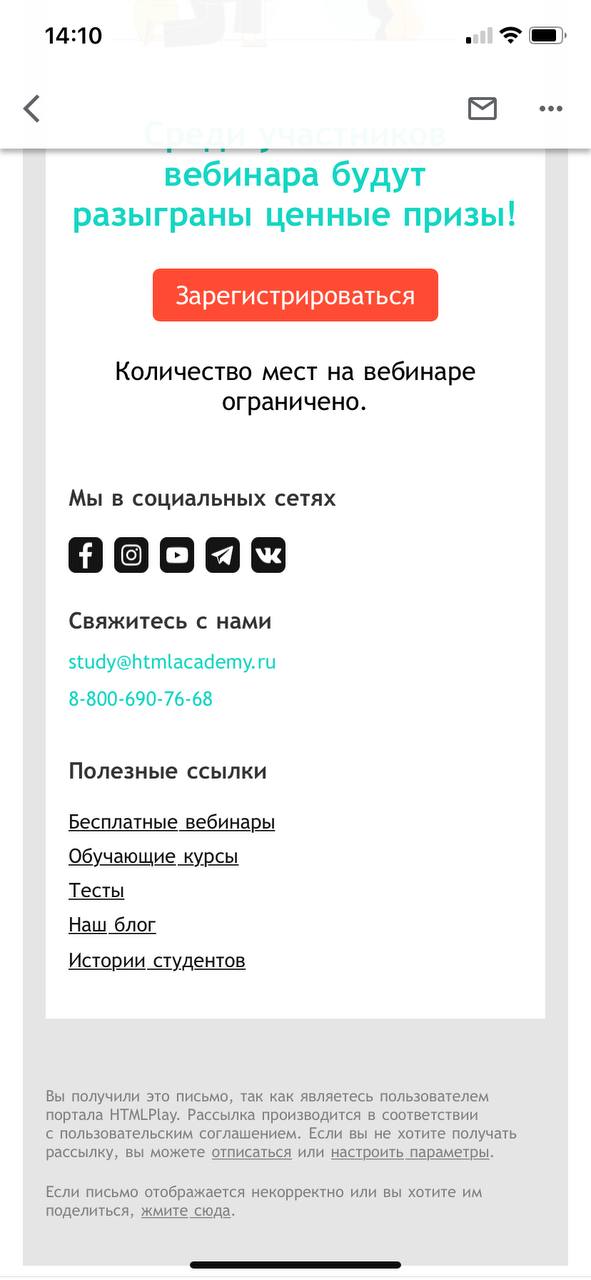 14:10
Среди участников
вебинара будут
разыграны ценные призы!
Зарегистрироваться
Количество мест на вебинаре
ограничено.
Мы в социальных сетях
Свяжитесь с нами
study@htmlacademy.ru
8-800-690-76-68
Полезные ссылки
Бесплатные вебинары
Обучающие курсы
Тесты
Наш блог
Истории студентов
Вы получили это письмо, так как являетесь пользователем
портала HTMLPlay. Рассылка производится в соответствии
с пользовательским соглашением. Если вы не хотите получать
рассылку, вы можете отписаться или настроить параметры.
Если письмо отображается некорректно или вы хотите им
поделиться, жмите сюда.